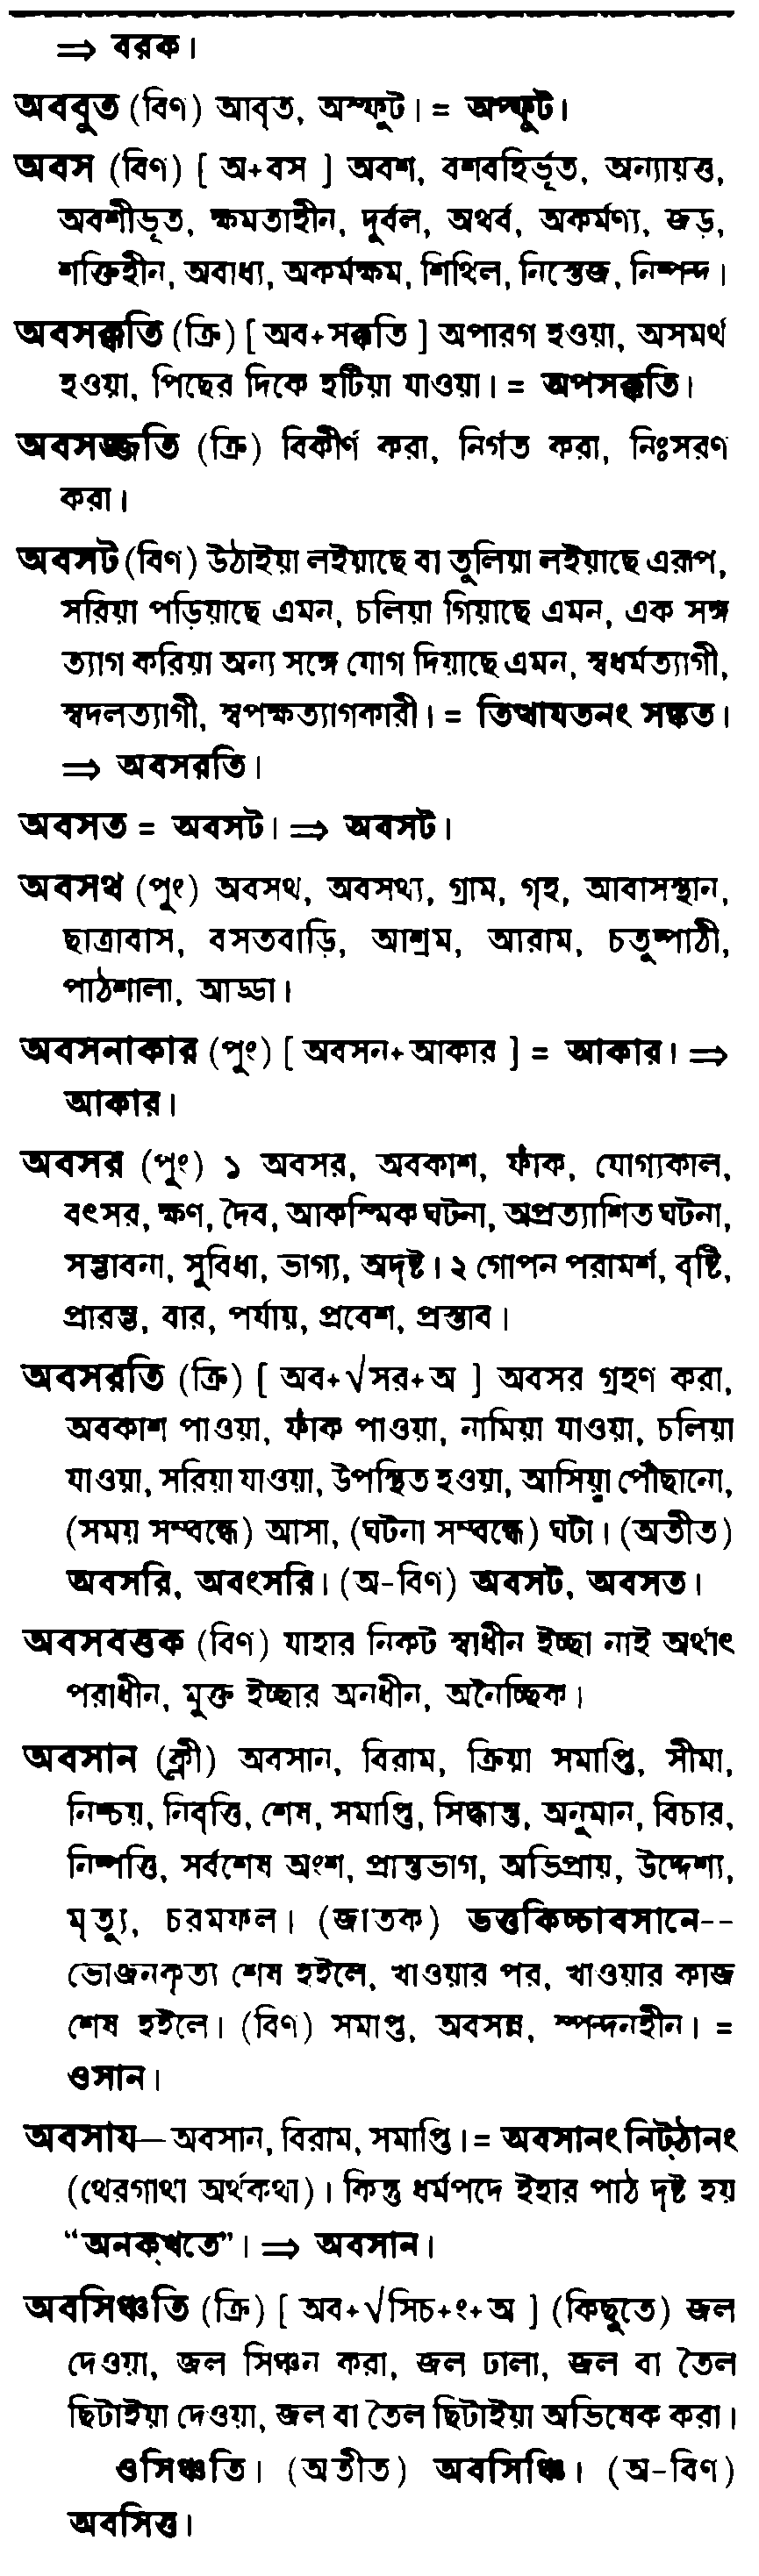 ⇒ বরক।
অববুত (বিণ) আবৃত, অস্ফুট। = অপ্ফুট।
অবস (বিণ) [ অ+বস ] অবশ, বশবহির্ভূত, অন্যায়ত্ত,
অবশীভূত, ক্ষমতাহীন, দুর্বল, অথর্ব, অকর্মণ্য, জড়,
শক্তিহীন, অবাধ্য, অকর্মক্ষম, শিথিল, নিস্তেজ, নিষ্পন্দ।
অবসক্কতি (ক্রি) [ অব+সক্কতি ] অপারগ হওয়া, অসমর্থ
হওয়া, পিছের দিকে হটিয়া যাওয়া। = অপসক্কতি।
অবসজ্জতি (ক্রি) বিকীর্ণ করা, নির্গত করা, নিঃসরণ
করা।
অবসট (বিণ) উঠাইয়া লইয়াছে বা তুলিয়া লইয়াছে এরূপ,
সরিয়া পড়িয়াছে এমন, চলিয়া গিয়াছে এমন, এক সঙ্গ
ত্যাগ করিয়া অন্য সঙ্গে যোগ দিয়াছে এমন, স্বধর্মত্যাগী,
স্বদলত্যাগী, স্বপক্ষত্যাগকারী। = তিত্থাযতনং সঙ্কত।
⇒ অবসরতি।
অবসত = অবসট। ⇒ অবসট।
অবসথ (পুং) অবসথ, অবসথ্য, গ্রাম, গৃহ, আবাসস্থান,
ছাত্রাবাস, বসতবাড়ি, আশ্রম, আরাম, চতুষ্পাঠী,
পাঠশালা, আড্ডা।
অবসনাকার (পুং) [ অবসন+আকার ] = আকার। ⇒
আকার।
অবসর (পুং) ১ অবসর, অবকাশ, ফাঁক, যোগ্যকাল,
বৎসর, ক্ষণ, দৈব, আকস্মিক ঘটনা, অপ্রত্যাশিত ঘটনা,
সম্ভাবনা, সুবিধা, ভাগ্য, অদৃষ্ট। ২ গোপন পরামর্শ, বৃষ্টি,
প্রারম্ভ, বার, পর্যায়, প্রবেশ, প্রস্তাব।
অবসরতি (ক্রি) [ অব+√সর+অ ] অবসর গ্রহণ করা,
অবকাশ পাওয়া, ফাঁক পাওয়া, নামিয়া যাওয়া, চলিয়া
যাওয়া, সরিয়া যাওয়া, উপস্থিত হওয়া, আসিয়া পৌঁছানো,
(সময় সম্বন্ধে) আসা, (ঘটনা সম্বন্ধে) ঘটা। (অতীত)
অবসরি, অবংসরি। (অ-বিণ) অবসট, অবসত।
অবসবত্তক (বিণ) যাহার নিকট স্বাধীন ইচ্ছা নাই অর্থাৎ
পরাধীন, মুক্ত ইচ্ছার অনধীন, অনৈচ্ছিক।
অবসান (ক্লী) অবসান, বিরাম, ক্রিয়া সমাপ্তি, সীমা,
নিশ্চয়, নিবৃত্তি, শেষ, সমাপ্তি, সিদ্ধান্ত, অনুমান, বিচার,
নিষ্পত্তি, সর্বশেষ অংশ, প্রান্তভাগ, অভিপ্রায়, উদ্দেশ্য,
মৃত্যু, চরমফল। (জাতক) ভত্তকিচ্চাবসানে--
ভোজনকৃত্য শেষ হইলে, খাওয়ার পর, খাওয়ার কাজ
শেষ হইলে। (বিণ) সমাপ্ত, অবসন্ন, স্পন্দনহীন। =
ওসান।
অবসায— অবসান, বিরাম, সমাপ্তি। = অবসানং নিট্ঠানং
(থেরগাথা অর্থকথা)। কিন্তু ধর্মপদে ইহার পাঠ দৃষ্ট হয়
“অনক্খতে”। ⇒ অবসান।
অবসিঞ্চতি (ক্রি) [ অব+√সিচ+ং+অ ] (কিছুতে) জল
দেওয়া, জল সিঞ্চন করা, জল ঢালা, জল বা তৈল
ছিটাইয়া দেওয়া, জল বা তৈল ছিটাইয়া অভিষেক করা।
ওসিঞ্চতি। (অতীত) অবসিঞ্চি। (অ-বিণ)
অবসিত্ত।